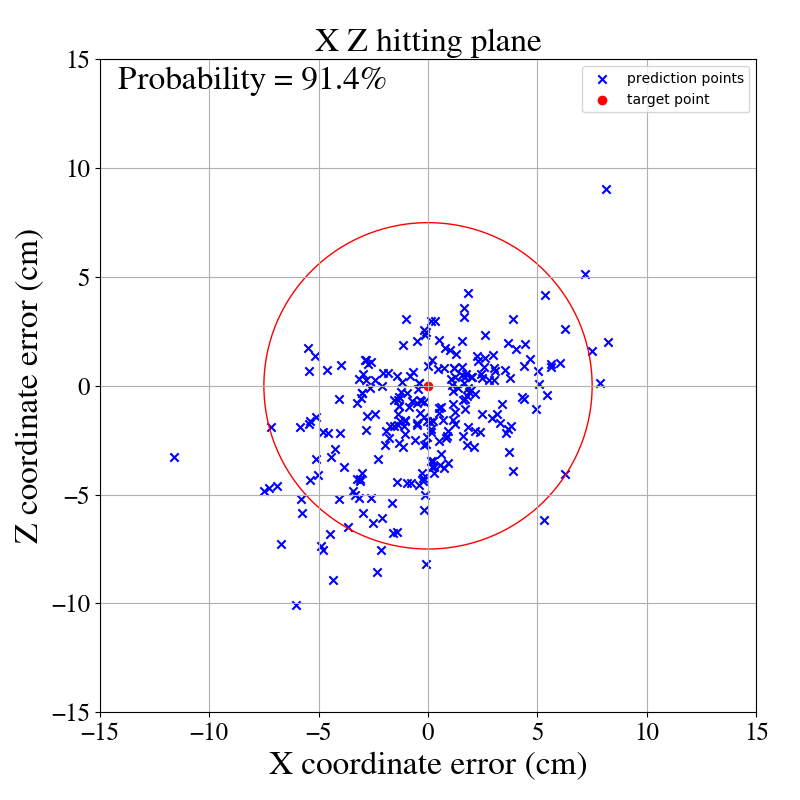 X Z hitting plane
Probability = 91.4%
prediction points
target point
15
10
5
0
−5
−10
−15
−15
−10
−5
0
5
10
15
Z coordinate error (cm)
X coordinate error (cm)